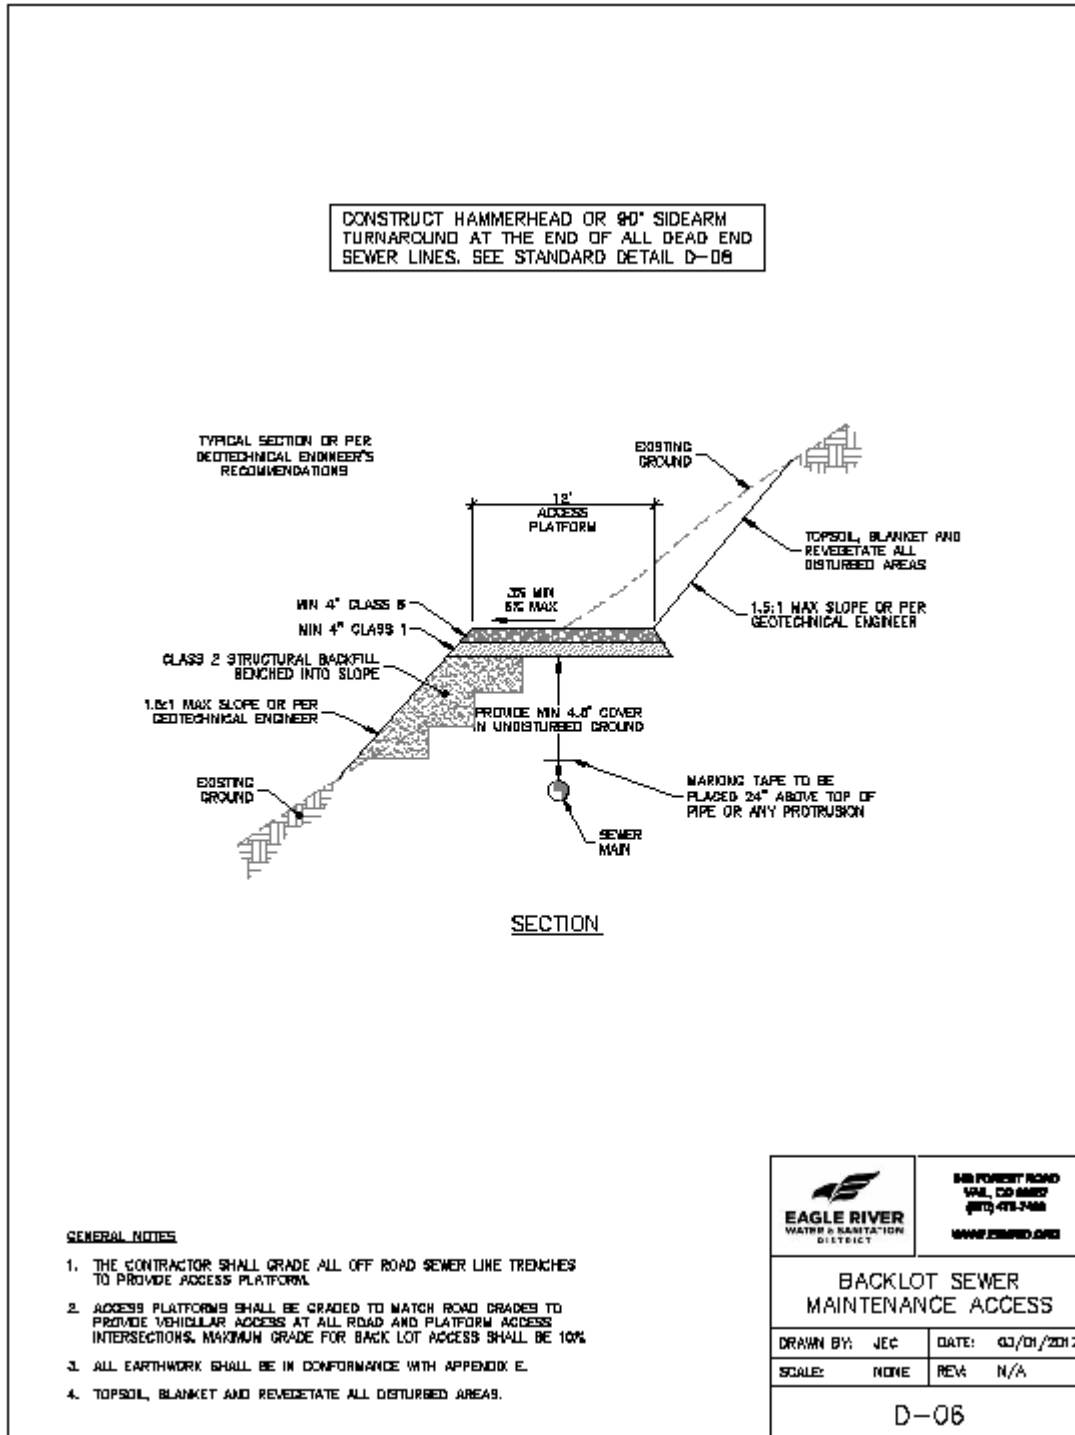 CONSTRUCT HAMMERHEAD OR 90° SIDEARM
TURNAROUND AT THE END OF ALL DEAD END
SEWER LINES. SEE STANDARD DETAIL
TYPICAL SECTION OR PER
GEOTECHNICAL ENGINEER'S
RECOMMENDATIONS
EXISTING
GROUND
12'
ACCESS
PLATFORM
TOPSOIL, BLANKET AND
REVEGETATE ALL
DISTURBED AREAS
MIN 4" CLASS 6
MIN
MAX
1.5:1 MAX SLOPE OR PER
GEOTECHNICAL ENGINEER
MIN 4" CLASS 1
CLASS 2 STRUCTURAL BACKFILL
BENCHED INTO SLOPE
1.5:1 MAX SLOPE OR PER
GEOTECHNICAL ENGINEER
PROVIDE MIN COVER
IN UNDISTURBED GROUND
EXISTING
GROUND
MARKING TAPE TO BE
PLACED 24" ABOVE TOP OF
PIPE OR ANY PROTRUSION
SEWER
MAIN
SECTION
GENERAL NOTES
1. THE CONTRACTOR SHALL GRADE ALL OFF ROAD SEWER LINE TRENCHES
TO PROVIDE ACCESS PLATFORM.
2. ACCESS PLATFORMS SHALL BE GRADED TO MATCH ROAD GRADES TO
PROVIDE VEHICULAR ACCESS AT ALL ROAD AND PLATFORM ACCESS
INTERSECTIONS. MAXIMUM GRADE FOR BACK LOT ACCESS SHALL BE 10%
3. ALL EARTHWORK SHALL BE IN CONFORMANCE WITH APPENDIX E.
4. TOPSOIL, BLANKET AND REVEGETATE ALL DISTURBED AREAS.
EAGLE RIVER
WATER & SANITATION
DISTRICT
FOREST ROAD
VAIL, CO
BACKLOT SEWER
MAINTENANCE ACCESS
DRAWN BY: JEC
DATE:
SCALE: NONE
REV: N/A
D-06